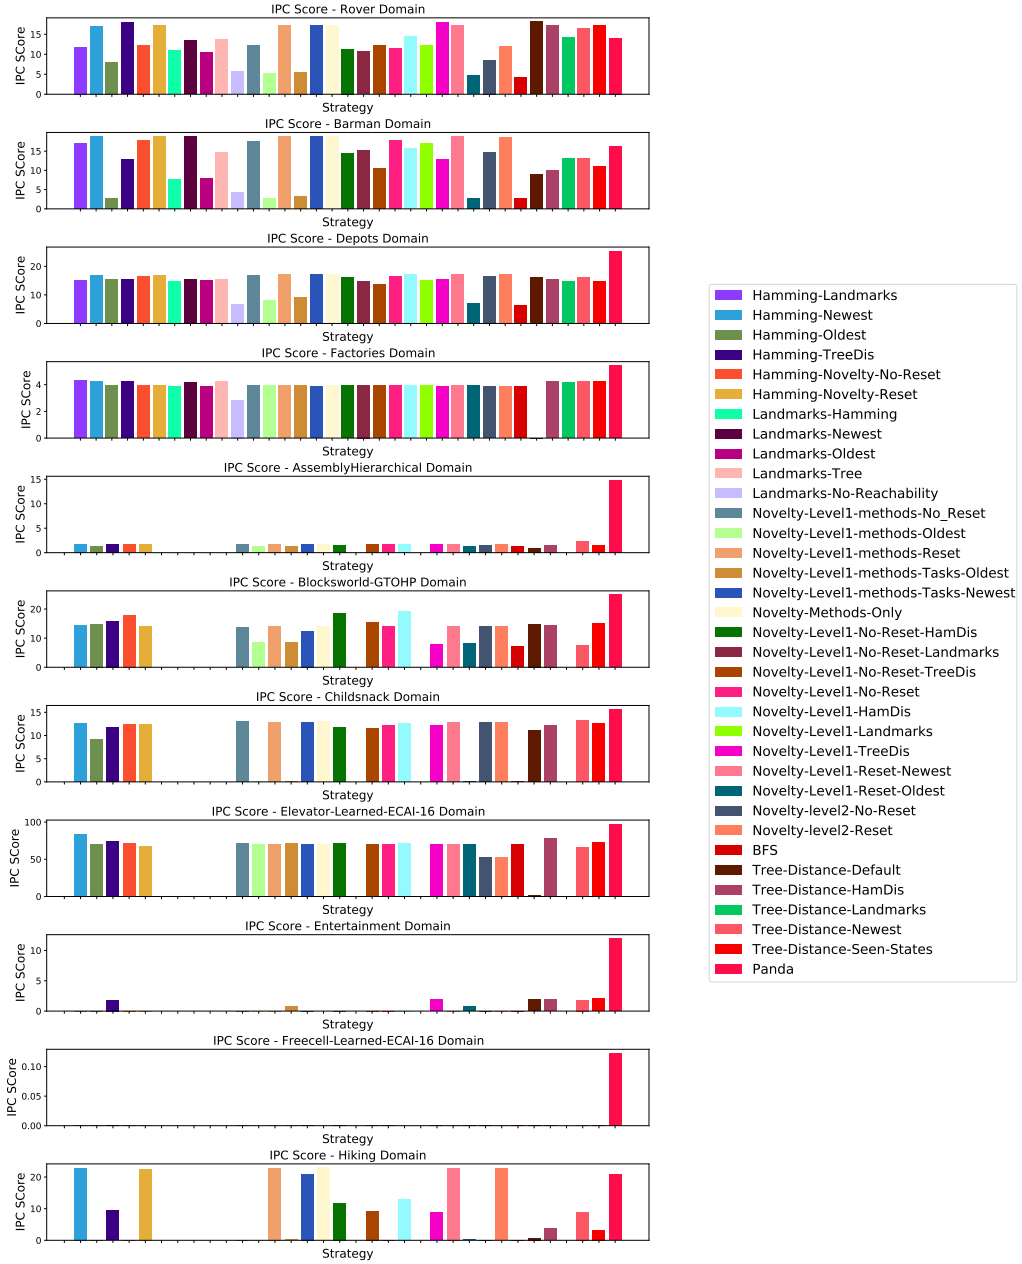 IPC Score - Rover Domain
15
10
5
0
IPC SCore
Strategy
IPC Score - Barman Domain
15
10
5
0
IPC SCore
Strategy
IPC Score - Depots Domain
20
10
0
IPC SCore
Strategy
IPC Score - Factories Domain
4
2
0
IPC SCore
Strategy
IPC Score - AssemblyHierarchical Domain
15
10
5
0
IPC SCore
Strategy
IPC Score - Blocksworld-GTOHP Domain
20
10
0
IPC SCore
Strategy
IPC Score - Childsnack Domain
15
10
5
0
IPC SCore
Strategy
IPC Score - Elevator-Learned-ECAI-16 Domain
100
50
0
IPC SCore
Strategy
IPC Score - Entertainment Domain
10
5
0
IPC SCore
Strategy
IPC Score - Freecell-Learned-ECAI-16 Domain
0.10
0.05
0.00
IPC SCore
Strategy
IPC Score - Hiking Domain
20
10
0
IPC SCore
Strategy
Hamming-Landmarks
Hamming-Newest
Hamming-Oldest
Hamming-TreeDis
Hamming-Novelty-No-Reset
Hamming-Novelty-Reset
Landmarks-Hamming
Landmarks-Newest
Landmarks-Oldest
Landmarks-Tree
Landmarks-No-Reachability
Novelty-Level1-methods-No_Reset
Novelty-Level1-methods-Oldest
Novelty-Level1-methods-Reset
Novelty-Level1-methods-Tasks-Oldest
Novelty-Level1-methods-Tasks-Newest
Novelty-Methods-Only
Novelty-Level1-No-Reset-HamDis
Novelty-Level1-No-Reset-Landmarks
Novelty-Level1-No-Reset-TreeDis
Novelty-Level1-No-Reset
Novelty-Level1-HamDis
Novelty-Level1-Landmarks
Novelty-Level1-TreeDis
Novelty-Level1-Reset-Newest
Novelty-Level1-Reset-Oldest
Novelty-level2-No-Reset
Novelty-level2-Reset
BFS
Tree-Distance-Default
Tree-Distance-HamDis
Tree-Distance-Landmarks
Tree-Distance-Newest
Tree-Distance-Seen-States
Panda